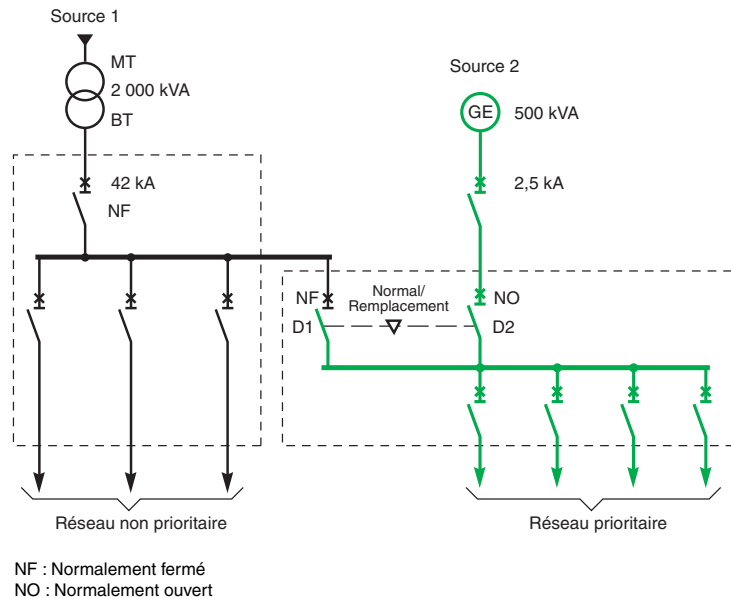 Source 1
MT
2 000 kVA
BT
Source 2
GE
500 kVA
42 kA
NF
2,5 kA
NF
Normal/
Remplacement
NO
D1
D2
Réseau non prioritaire
Réseau prioritaire
NF : Normalement fermé
NO : Normalement ouvert